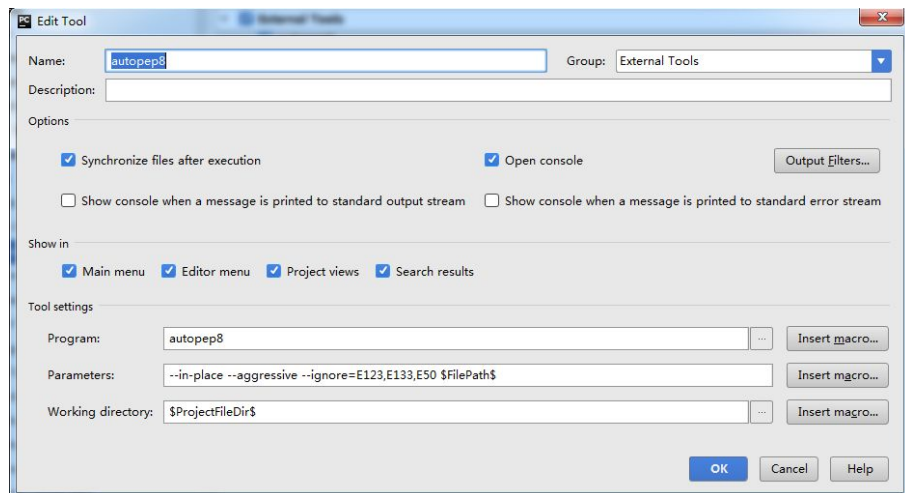 PC Edit Tool
External Tools
Name: autopep8 Group: External Tools
Description:
Options
Synchronize files after execution Open console Output Filters...
Show console when a message is printed to standard output stream Show console when a message is printed to standard error stream
Show in
Main menu Editor menu Project views Search results
Tool settings
Program: autopep8 ... Insert macro...
Parameters: --in-place --aggressive --ignore=E123,E133,E50 $FilePath$ Insert macro...
Working directory: $ProjectFileDir$ ... Insert macro...
OK Cancel Help